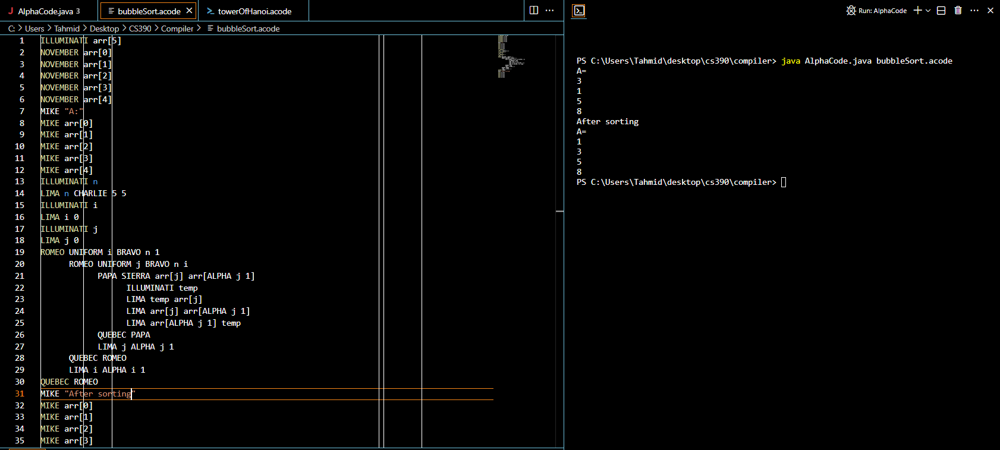 AlphaCode.java 3
bubbleSort.acode
towerOfHanoi.acode
C: > Users > Tahmid > Desktop > CS390 > Compiler > bubbleSort.acode
1 ILLUMINATI arr[5]
2 NOVEMBER arr[0]
3 NOVEMBER arr[1]
4 NOVEMBER arr[2]
5 NOVEMBER arr[3]
6 NOVEMBER arr[4]
7 MIKE "A:"
8 MIKE arr[0]
9 MIKE arr[1]
10 MIKE arr[2]
11 MIKE arr[3]
12 MIKE arr[4]
13 ILLUMINATI n
14 LIMA n CHARLIE 5 5
15 ILLUMINATI i
16 LIMA i 0
17 ILLUMINATI j
18 LIMA j 0
19 ROMEO UNIFORM i BRAVO n 1
20 ROMEO UNIFORM j BRAVO n i
21 PAPA SIERRA arr[j] arr[ALPHA j 1]
22 ILLUMINATI temp
23 LIMA temp arr[j]
24 LIMA arr[j] arr[ALPHA j 1]
25 LIMA arr[ALPHA j 1] temp
26 QUEBEC PAPA
27 LIMA j ALPHA j 1
28 QUEBEC ROMEO
29 LIMA i ALPHA i 1
30 QUEBEC ROMEO
31 MIKE "After sorting"
32 MIKE arr[0]
33 MIKE arr[1]
34 MIKE arr[2]
35 MIKE arr[3]
Run: AlphaCode
PS C:\Users\Tahmid\desktop\cs390\compiler> java AlphaCode.java bubbleSort.acode
A=
3
1
5
8
After sorting
A=
1
3
5
8
PS C:\Users\Tahmid\desktop\cs390\compiler>